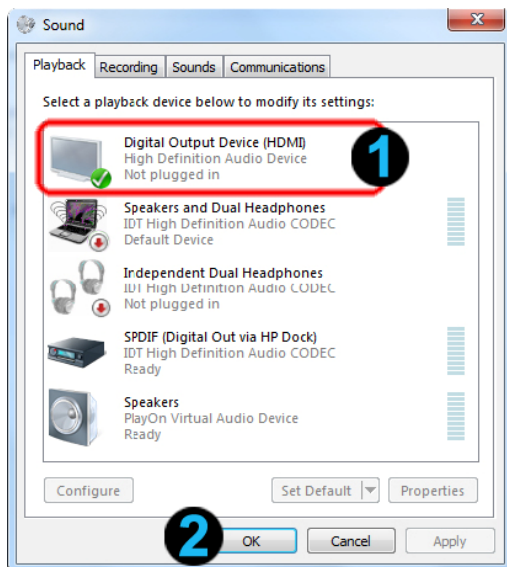 Sound
Playback Recording Sounds Communications
Select a playback device below to modify its settings:
Digital Output Device (HDMI)
High Definition Audio Device
Not plugged in
1
Speakers and Dual Headphones
IDT High Definition Audio CODEC
Default Device
Independent Dual Headphones
IDT High Definition Audio CODEC
Not plugged in
SPDIF (Digital Out via HP Dock)
IDT High Definition Audio CODEC
Ready
Speakers
PlayOn Virtual Audio Device
Ready
Configure Set Default Properties
2 OK Cancel Apply